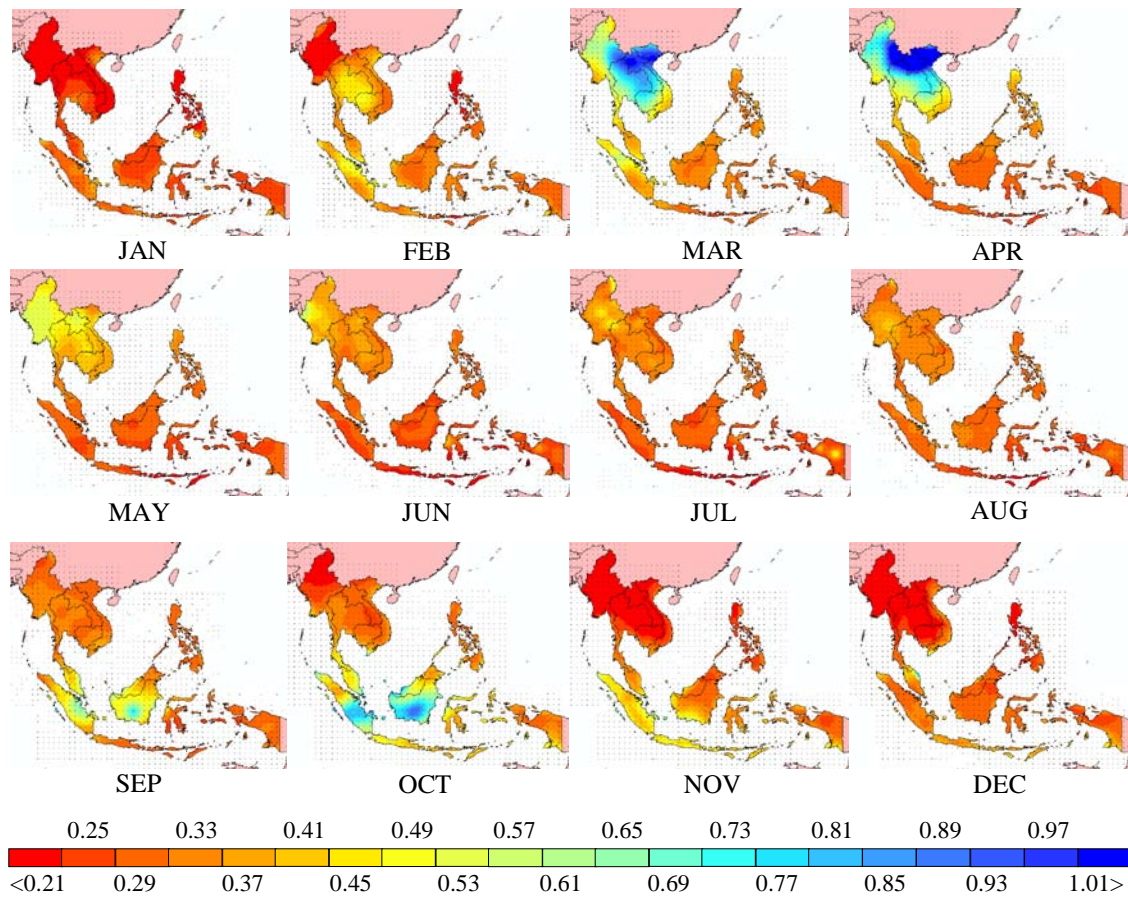 JAN FEB MAR APR
MAY JUN JUL AUG
SEP OCT NOV DEC
0.25 0.33 0.41 0.49 0.57 0.65 0.73 0.81 0.89 0.97
<0.21 0.29 0.37 0.45 0.53 0.61 0.69 0.77 0.85 0.93 1.01>